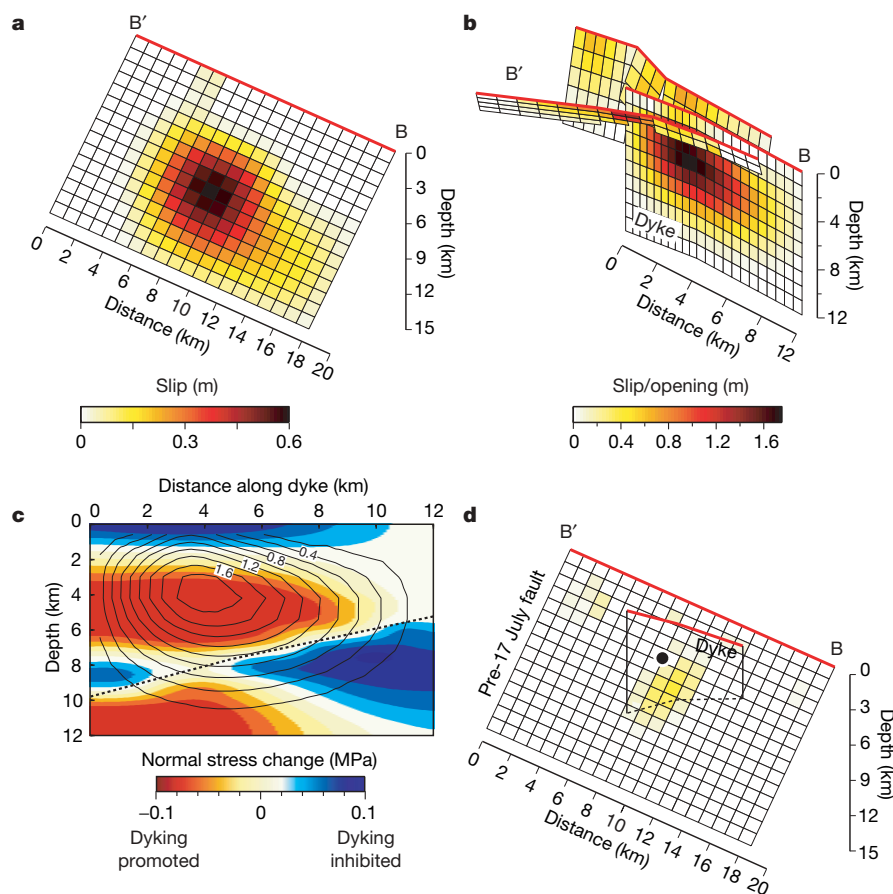 a
B′
B
0
3
6
9
12
15
Depth (km)
0
2
4
6
8
10
12
14
16
18
20
Distance (km)
Slip (m)
0
0.3
0.6
b
B′
B
Dyke
0
4
8
12
Depth (km)
0
2
4
6
8
10
12
Distance (km)
Slip/opening (m)
0
0.4
0.8
1.2
1.6
c
Distance along dyke (km)
0
2
4
6
8
10
12
0
2
4
6
8
10
12
Depth (km)
1.6
1.2
0.8
0.4
Normal stress change (MPa)
−0.1
0
0.1
Dyking
promoted
Dyking
inhibited
d
B′
B
Pre-17 July fault
Dyke
0
3
6
9
12
15
Depth (km)
0
2
4
6
8
10
12
14
16
18
20
Distance (km)